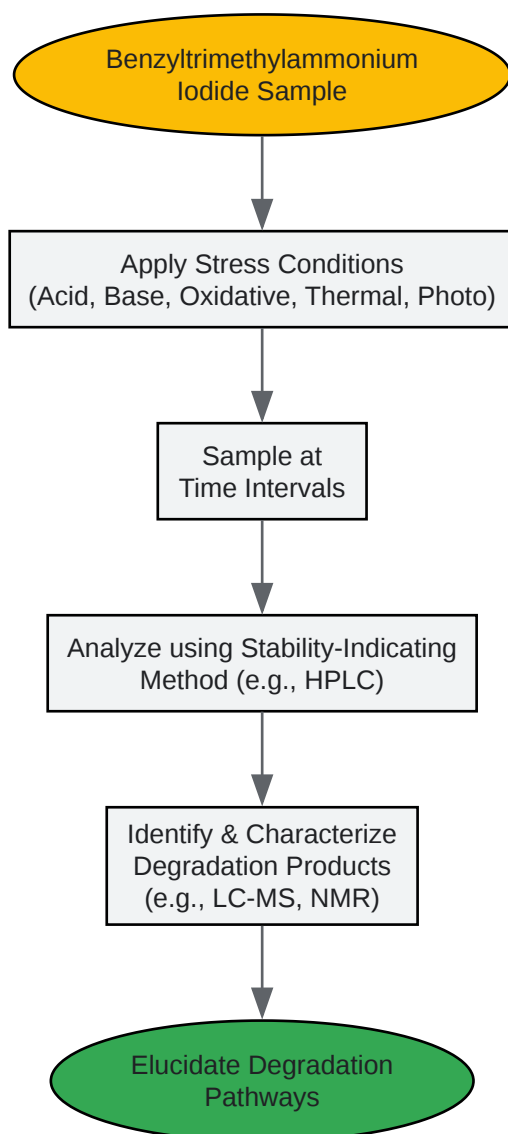 Benzyltrimethylammonium
Iodide Sample
Apply Stress Conditions
(Acid, Base, Oxidative, Thermal, Photo)
Sample at
Time Intervals
Analyze using Stability-Indicating
Method (e.g., HPLC)
Identify & Characterize
Degradation Products
(e.g., LC-MS, NMR)
Elucidate Degradation
Pathways